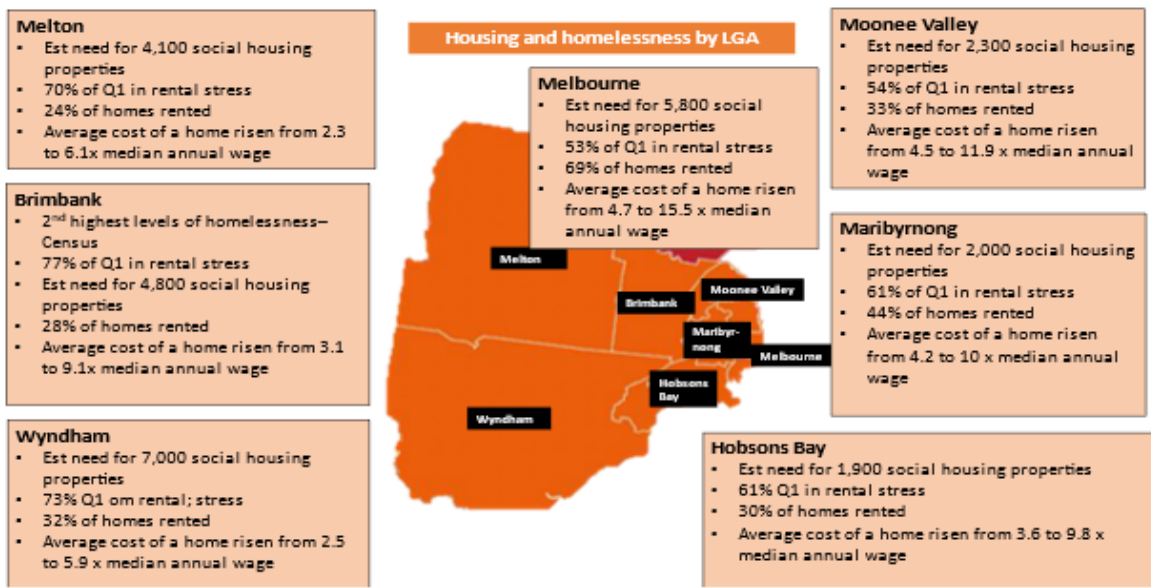 Housing and homelessness by LGA
Melton
• Est need for 4,100 social housing
properties
• 70% of Q1 in rental stress
• 24% of homes rented
• Average cost of a home risen from 2.3
to 6.1x median annual wage
Brimbank
• 2nd highest levels of homelessness–
Census
• 77% of Q1 in rental stress
• Est need for 4,800 social housing
properties
• 28% of homes rented
• Average cost of a home risen from 3.1
to 9.1x median annual wage
Wyndham
• Est need for 7,000 social housing
properties
• 73% Q1 om rental; stress
• 32% of homes rented
• Average cost of a home risen from 2.5
to 5.9 x median annual wage
Melbourne
• Est need for 5,800 social
housing properties
• 53% of Q1 in rental stress
• 69% of homes rented
• Average cost of a home risen
from 4.7 to 15.5 x median
annual wage
Melton
Brimbank
Moonee Valley
Maribyr-
nong
Melbourne
Hobsons
Bay
Wyndham
Moonee Valley
• Est need for 2,300 social housing
properties
• 54% of Q1 in rental stress
• 33% of homes rented
• Average cost of a home risen
from 4.5 to 11.9 x median annual
wage
Maribyrnong
• Est need for 2,000 social housing
properties
• 61% of Q1 in rental stress
• 44% of homes rented
• Average cost of a home risen
from 4.2 to 10 x median annual
wage
Hobsons Bay
• Est need for 1,900 social housing properties
• 61% Q1 in rental stress
• 30% of homes rented
• Average cost of a home risen from 3.6 to 9.8 x
median annual wage